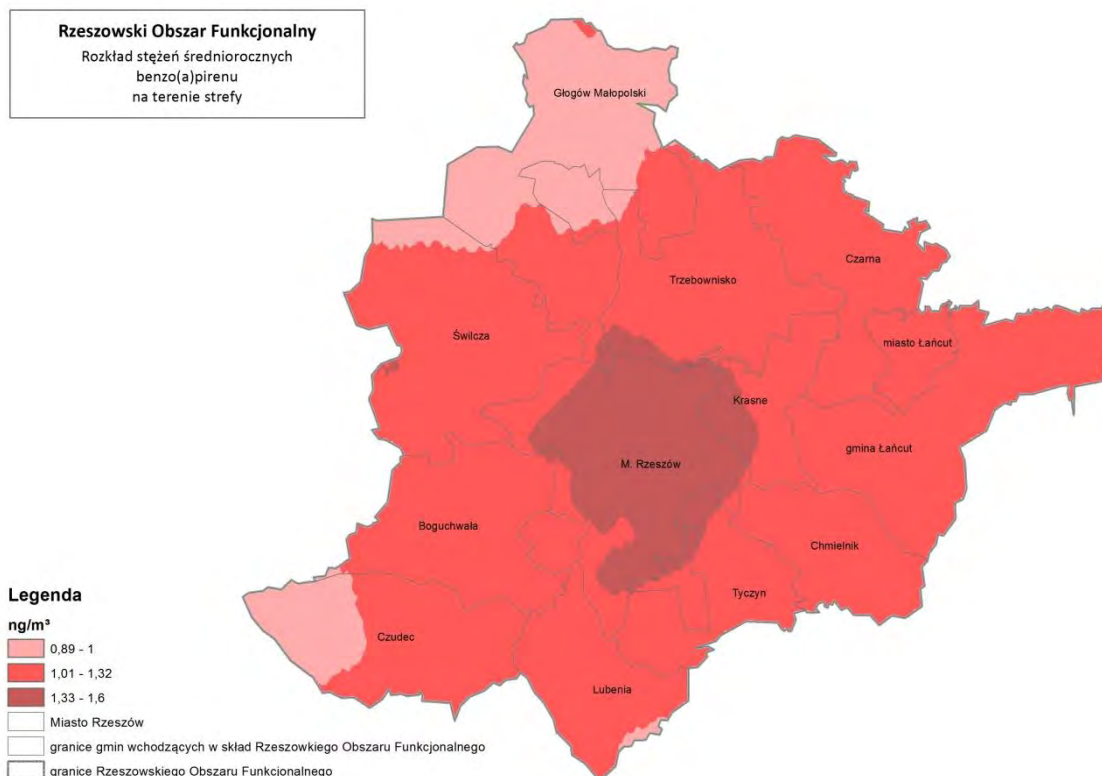 Rzeszowski Obszar Funkcjonalny
Rozkład stężeń średniorocznych
benzo(a)pirenu
na terenie strefy
Głogów Małopolski
Czarna
Trzebownisko
Świlcza
miasto Łańcut
Krasne
gmina Łańcut
M. Rzeszów
Boguchwała
Chmielnik
Tyczyn
Czudec
Lubenia
Legenda
ng/m³
0,89 - 1
1,01 - 1,32
1,33 - 1,6
Miasto Rzeszów
granice gmin wchodzących w skład Rzeszowkiego Obszaru Funkcjonalnego
granice Rzeszowskiego Obszaru Funkcjonalnego